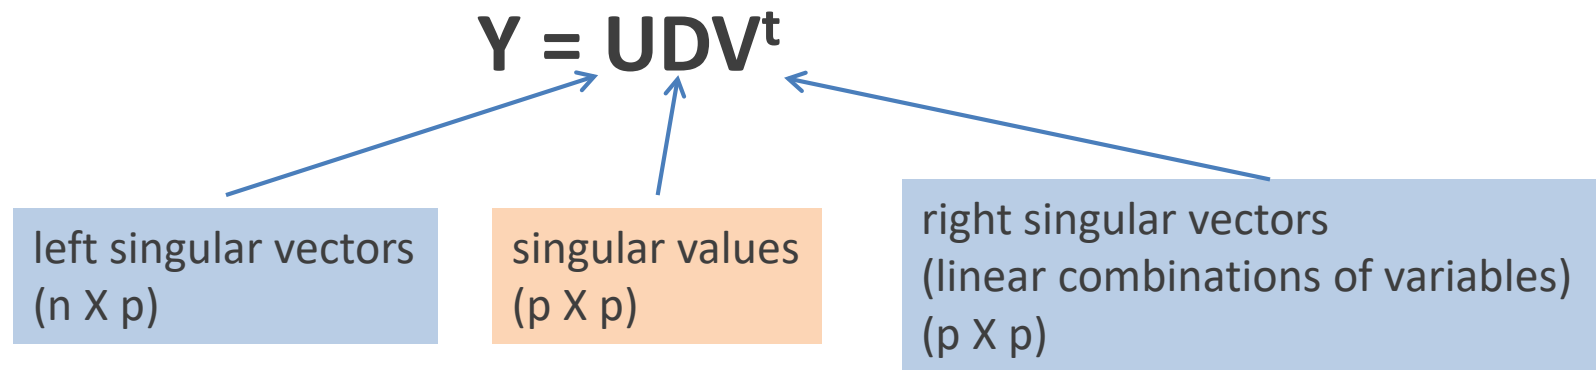 Y = UDVᵗ
left singular vectors
(n X p)
singular values
(p X p)
right singular vectors
(linear combinations of variables)
(p X p)